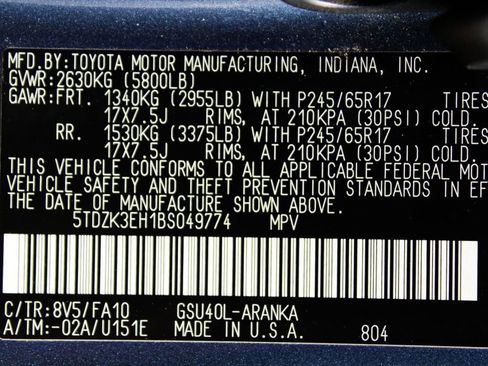 MFD.BY:TOYOTA MOTOR MANUFACTURING, INDIANA, INC.
GVWR:2630KG (5800LB)
GAWR:FRT. 1340KG (2955LB) WITH P245/65R17 TIRES
17X7.5J RIMS, AT 210KPA (30PSI) COLD.
RR. 1530KG (3375LB) WITH P245/65R17 TIRES
17X7.5J RIMS, AT 210KPA (30PSI) COLD.
THIS VEHICLE CONFORMS TO ALL APPLICABLE FEDERAL MOT
VEHICLE SAFETY AND THEFT PREVENTION STANDARDS IN EF
THE DATE OF MANUFACTURE SHOWN ABOVE.
5TDZK3EH1BS049774 MPV
C/TR:8V5/FA10 GSU40L-ARANKA
A/TM:-02A/U151E MADE IN U.S.A. 804